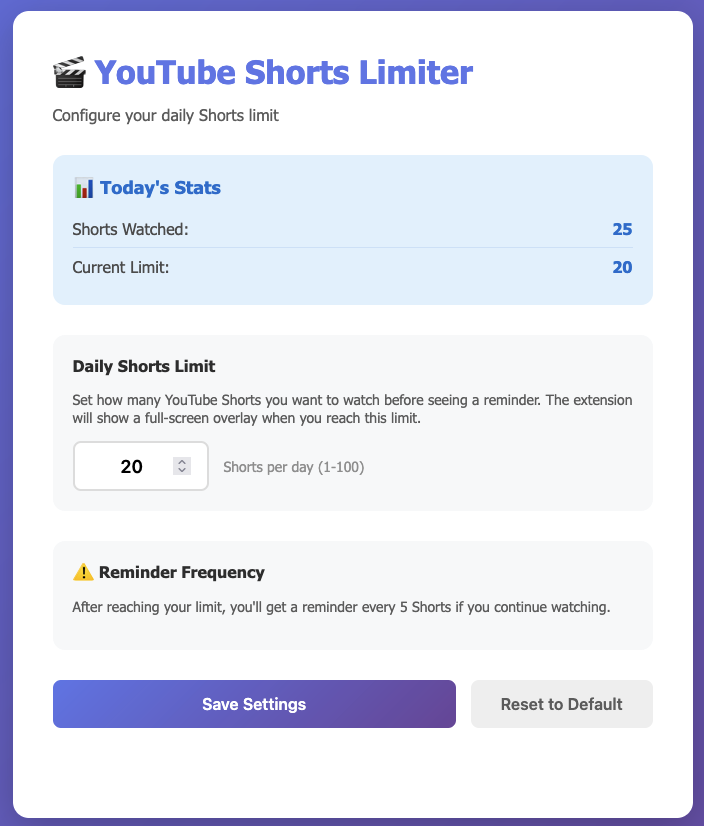 🎬 YouTube Shorts Limiter
Configure your daily Shorts limit
📊 Today's Stats
Shorts Watched: 25
Current Limit: 20
Daily Shorts Limit
Set how many YouTube Shorts you want to watch before seeing a reminder. The extension
will show a full-screen overlay when you reach this limit.
20 Shorts per day (1-100)
⚠️ Reminder Frequency
After reaching your limit, you'll get a reminder every 5 Shorts if you continue watching.
Save Settings Reset to Default